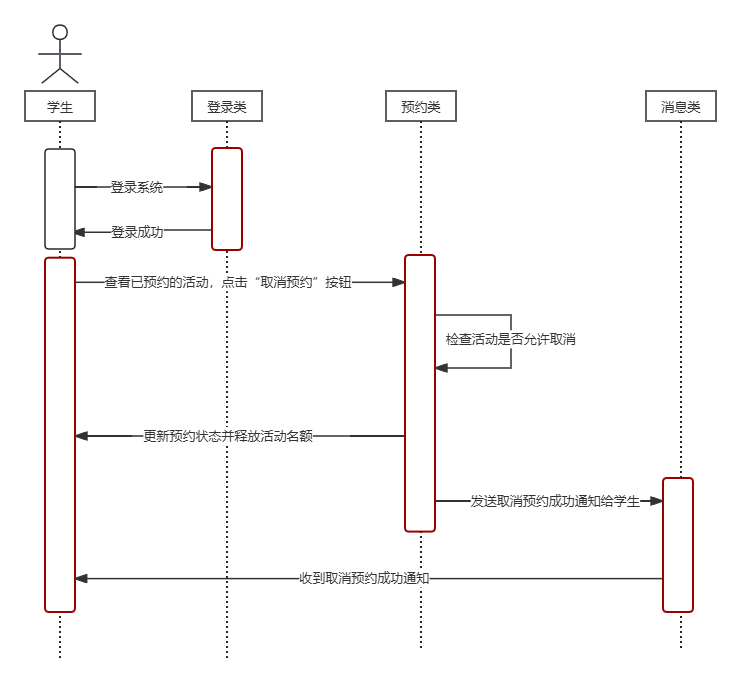 学生
登录类
预约类
消息类
登录系统
登录成功
查看已预约的活动，点击“取消预约”按钮
检查活动是否允许取消
更新预约状态并释放活动名额
发送取消预约成功通知给学生
收到取消预约成功通知